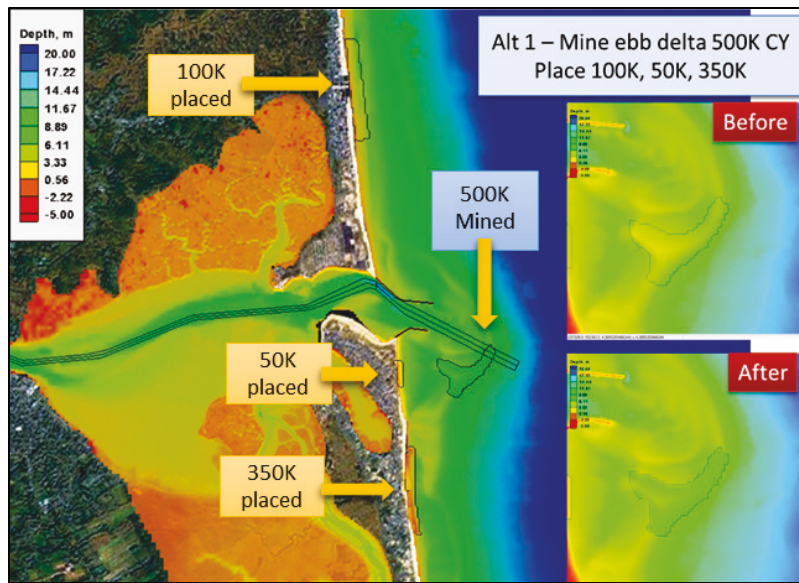 Depth, m
20.00
17.22
14.44
11.67
8.89
6.11
3.33
0.56
-2.22
-5.00
100K
placed
Alt 1 – Mine ebb delta 500K CY
Place 100K, 50K, 350K
Before
500K
Mined
50K
placed
After
350K
placed